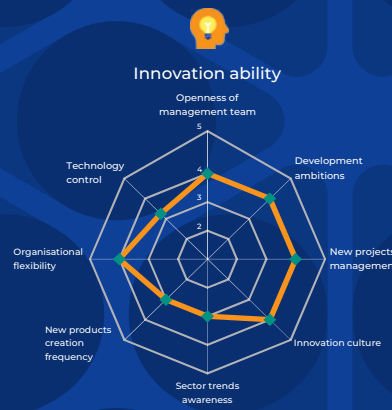 Innovation ability
Openness of
management team
5
Development
ambitions
Technology
control
4
3
2
Organisational
flexibility
New projects
management
New products
creation
frequency
Innovation culture
Sector trends
awareness